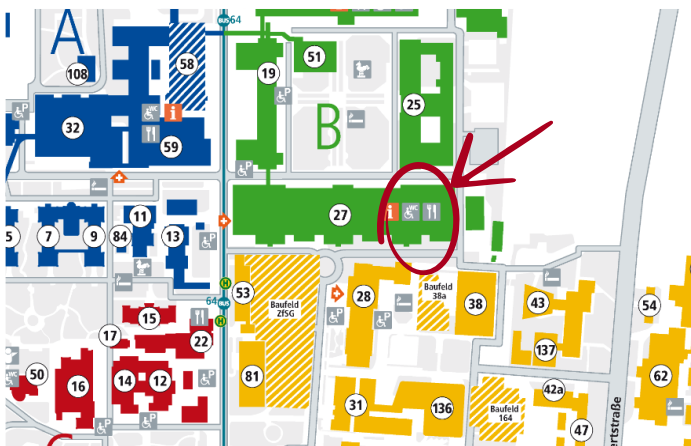 BUS 64
A
108
58
51
19
P
25
B
32
WC i
59
P
27
i WC
11
5
7
9
84
13
P
H
53
Baufeld
ZfSG
28
Baufeld
38a
38
43
54
64 BUS
H
P
P
15
17
22
137
50
16
14
12
P
81
P
P
31
136
Baufeld
164
42a
47
62
ertstraße